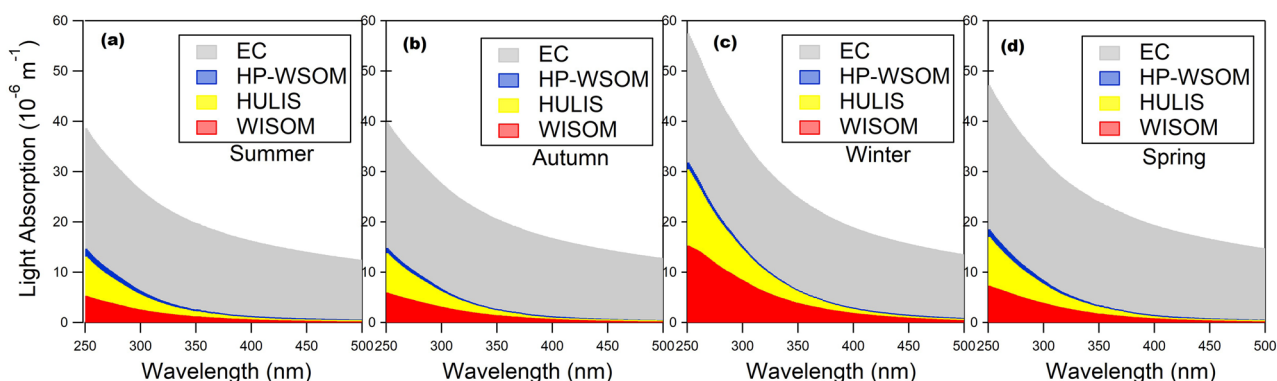 Light Absorption (10⁻⁶ m⁻¹)
60
50
40
30
20
10
0
(a)
EC
HP-WSOM
HULIS
WISOM
Summer
250
300
350
400
450
500
Wavelength (nm)
60
50
40
30
20
10
0
(b)
EC
HP-WSOM
HULIS
WISOM
Autumn
250
300
350
400
450
500
Wavelength (nm)
60
50
40
30
20
10
0
(c)
EC
HP-WSOM
HULIS
WISOM
Winter
250
300
350
400
450
500
Wavelength (nm)
60
50
40
30
20
10
0
(d)
EC
HP-WSOM
HULIS
WISOM
Spring
250
300
350
400
450
500
Wavelength (nm)